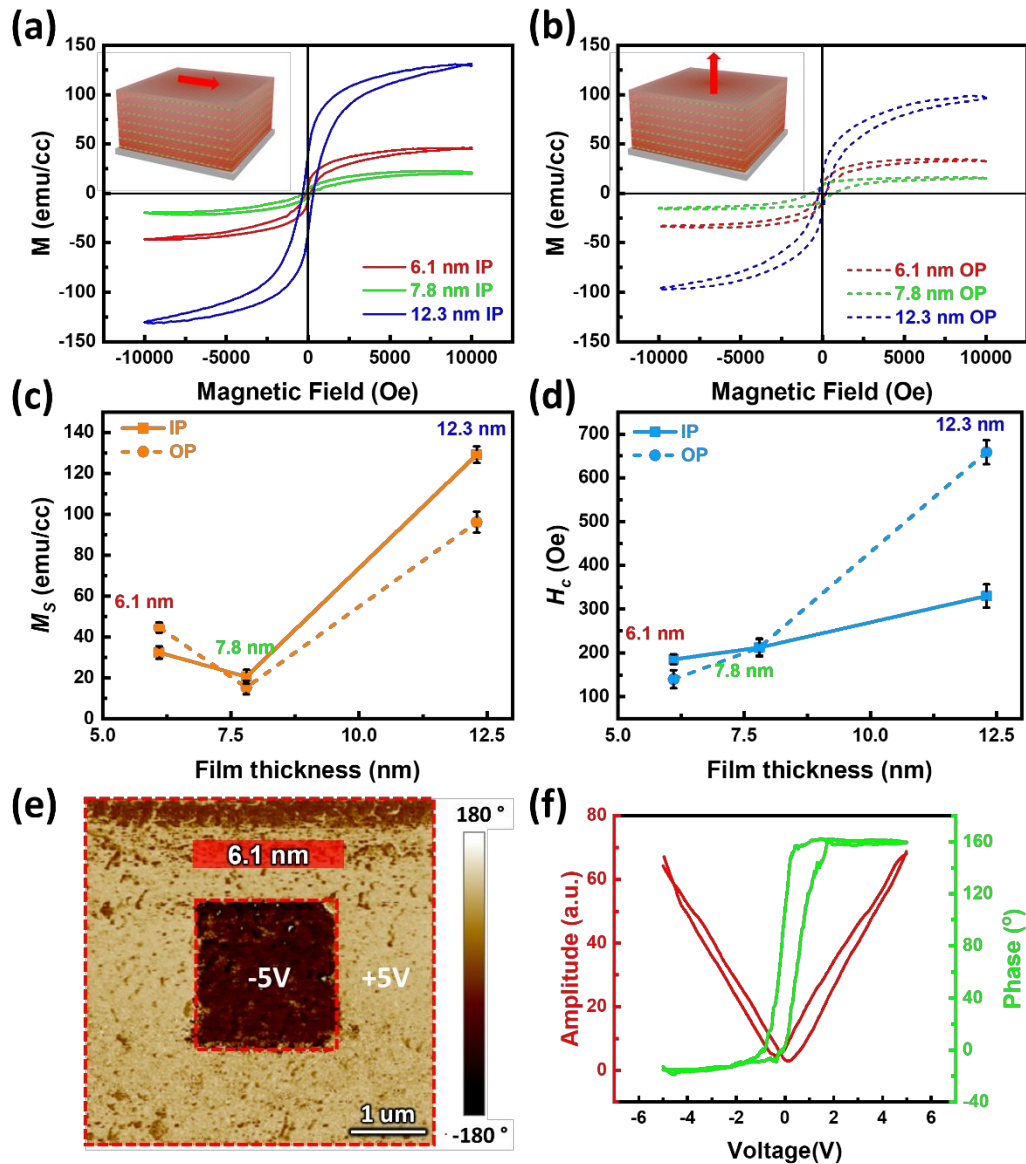 (a)
150
100
50
0
-50
-100
-150
M (emu/cc)
6.1 nm IP
7.8 nm IP
12.3 nm IP
-10000 -5000 0 5000 10000
Magnetic Field (Oe)
(b)
150
100
50
0
-50
-100
-150
M (emu/cc)
6.1 nm OP
7.8 nm OP
12.3 nm OP
-10000 -5000 0 5000 10000
Magnetic Field (Oe)
(c)
140
120
100
80
60
40
20
0
Ms (emu/cc)
IP
OP
12.3 nm
6.1 nm
7.8 nm
5.0 7.5 10.0 12.5
Film thickness (nm)
(d)
700
600
500
400
300
200
100
Hc (Oe)
IP
OP
12.3 nm
6.1 nm
7.8 nm
5.0 7.5 10.0 12.5
Film thickness (nm)
(e)
180 °
6.1 nm
-5V
+5V
1 um
-180 °
(f)
80
60
40
20
0
Amplitude (a.u.)
160
120
80
40
0
-40
Phase (°)
-6 -4 -2 0 2 4 6
Voltage(V)